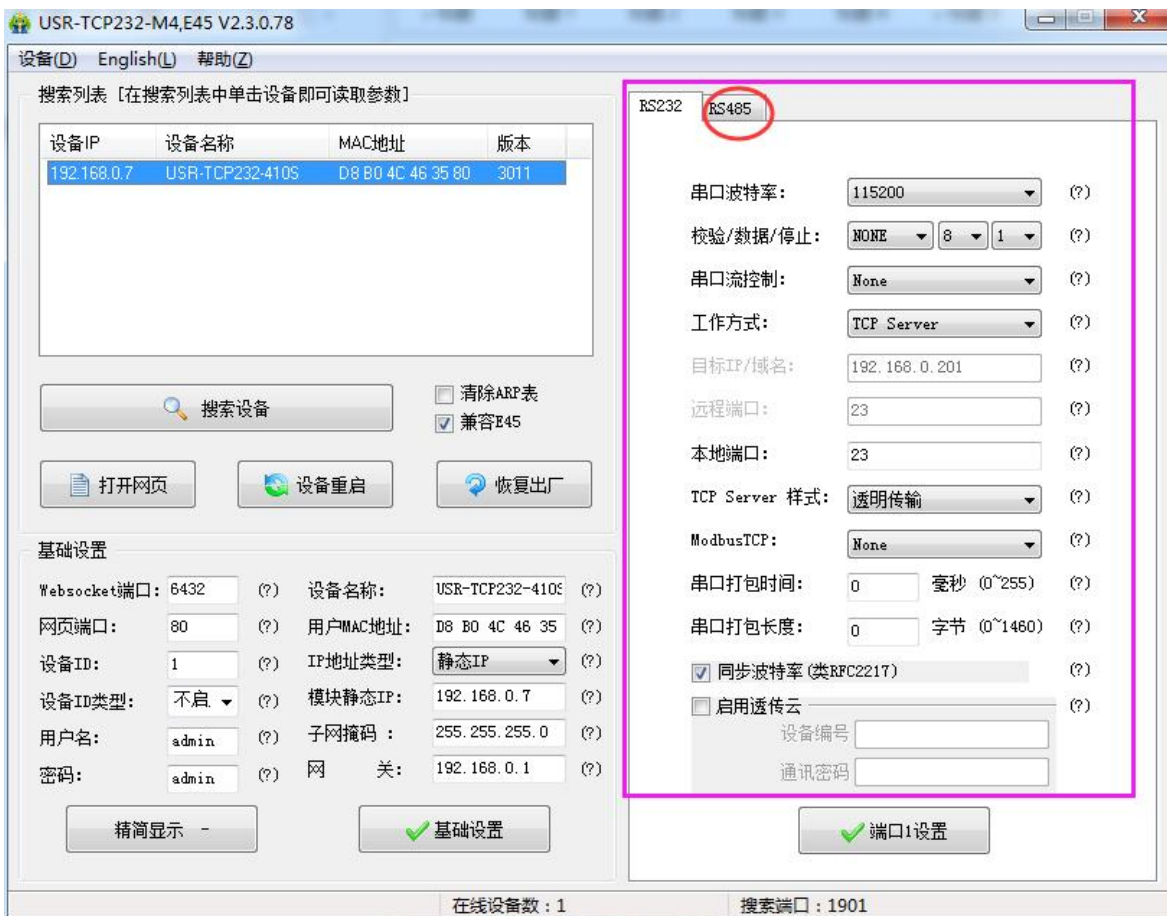 USR-TCP232-M4,E45 V2.3.0.78
设备(D) English(L) 帮助(Z)
搜索列表 [在搜索列表中单击设备即可读取参数]
设备IP 设备名称 MAC地址 版本
192.168.0.7 USR-TCP232-410S D8 B0 4C 46 35 80 3011
搜索设备
清除ARP表
兼容E45
打开网页 设备重启 恢复出厂
基础设置
Websocket端口: 6432 (?) 设备名称: USR-TCP232-410S (?)
网页端口: 80 (?) 用户MAC地址: D8 B0 4C 46 35 (?)
设备ID: 1 (?) IP地址类型: 静态IP (?)
设备ID类型: 不启. (?) 模块静态IP: 192.168.0.7 (?)
用户名: admin (?) 子网掩码 : 255.255.255.0 (?)
密码: admin (?) 网 关: 192.168.0.1 (?)
精简显示 - 基础设置
RS232 RS485
串口波特率: 115200 (?)
校验/数据/停止: NONE 8 1 (?)
串口流控制: None (?)
工作方式: TCP Server (?)
目标IP/域名: 192.168.0.201 (?)
远程端口: 23 (?)
本地端口: 23 (?)
TCP Server 样式: 透明传输 (?)
ModbusTCP: None (?)
串口打包时间: 0 毫秒 (0~255) (?)
串口打包长度: 0 字节 (0~1460) (?)
同步波特率(类RFC2217) (?)
启用透传云 (?)
设备编号
通讯密码
端口1设置
在线设备数：1 搜索端口：1901